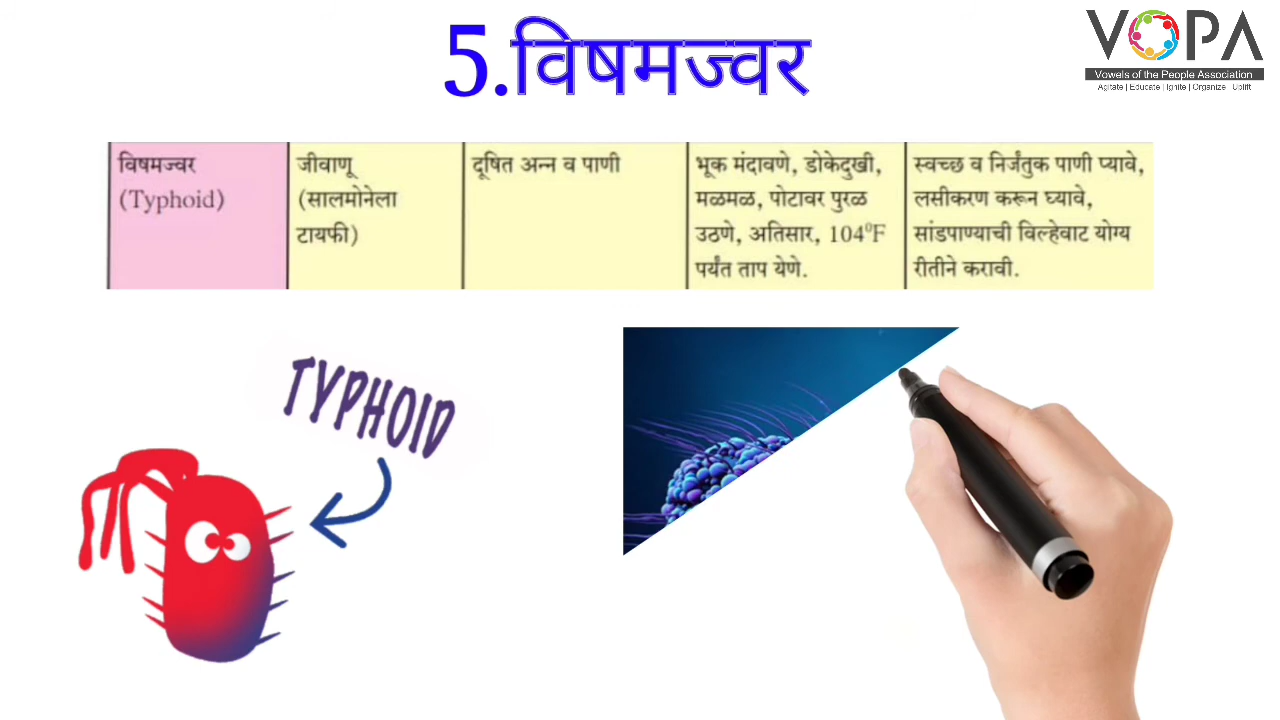 5.विषमज्वर
VOPA
Vowels of the People Association
Agitate | Educate | Ignite | Organize | Uplift
विषमज्वर
(Typhoid)
जीवाणू
(सालमोनेला
टायफी)
दूषित अन्न व पाणी
भूक मंदावणे, डोकेदुखी,
मळमळ, पोटावर पुरळ
उठणे, अतिसार, 104⁰F
पर्यंत ताप येणे.
स्वच्छ व निर्जंतुक पाणी प्यावे,
लसीकरण करून घ्यावे,
सांडपाण्याची विल्हेवाट योग्य
रीतीने करावी.
TYPHOID